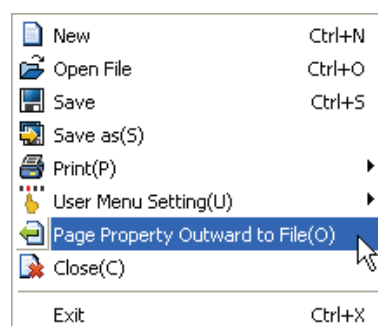 New Ctrl+N
Open File Ctrl+O
Save Ctrl+S
Save as(S)
Print(P)
User Menu Setting(U)
Page Property Outward to File(O)
Close(C)
Exit Ctrl+X